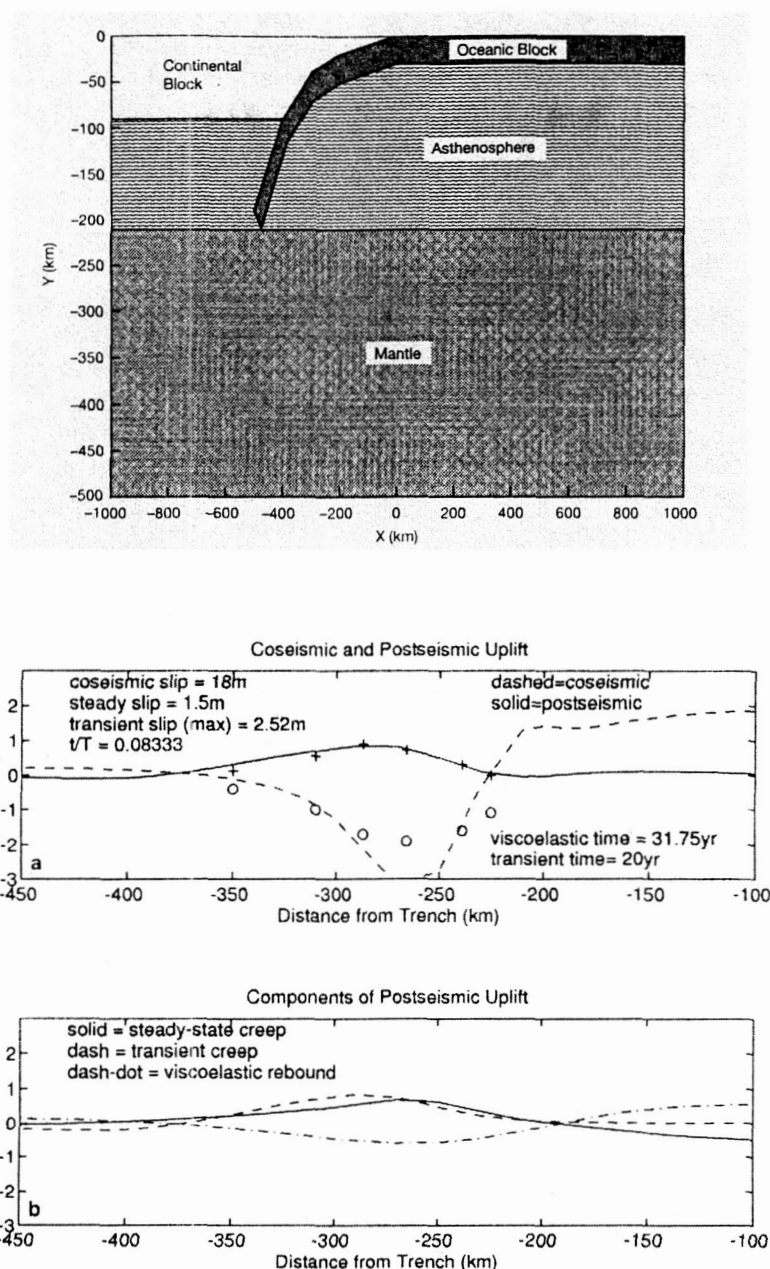 0
-50
-100
-150
-200
-250
-300
-350
-400
-450
-500
Y (km)
Continental
Block
Oceanic Block
Asthenosphere
Mantle
-1000 -800 -600 -400 -200 0 200 400 600 800 1000
X (km)
Coseismic and Postseismic Uplift
2
1
0
-1
-2
-3
coseismic slip = 18m
steady slip = 1.5m
transient slip (max) = 2.52m
t/T = 0.08333
dashed=coseismic
solid=postseismic
viscoelastic time = 31.75yr
transient time= 20yr
a
-450 -400 -350 -300 -250 -200 -150 -100
Distance from Trench (km)
Components of Postseismic Uplift
2
1
0
-1
-2
-3
solid = steady-state creep
dash = transient creep
dash-dot = viscoelastic rebound
b
-450 -400 -350 -300 -250 -200 -150 -100
Distance from Trench (km)